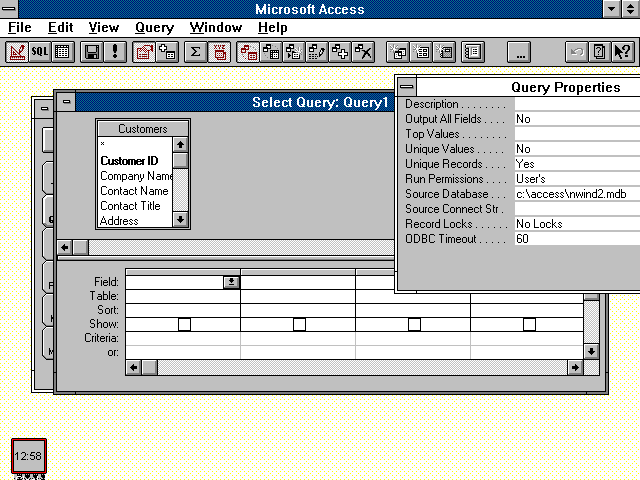 Microsoft Access
File Edit View Query Window Help
SQL
Select Query: Query1
Query Properties
Customers
*
Customer ID
Company Name
Contact Name
Contact Title
Address
Description
Output All Fields No
Top Values
Unique Values No
Unique Records Yes
Run Permissions User's
Source Database c:\access\nwind2.mdb
Source Connect Str
Record Locks No Locks
ODBC Timeout 60
Field:
Table:
Sort:
Show:
Criteria:
or:
12:58